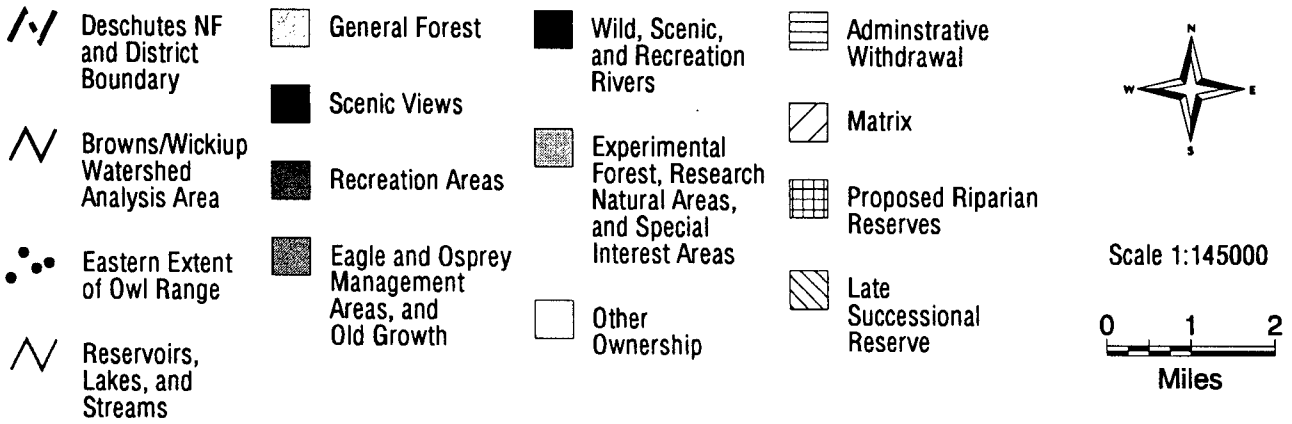 Deschutes NF
and District
Boundary
Browns/Wickiup
Watershed
Analysis Area
Eastern Extent
of Owl Range
Reservoirs,
Lakes, and
Streams
General Forest
Scenic Views
Recreation Areas
Eagle and Osprey
Management
Areas, and
Old Growth
Wild, Scenic,
and Recreation
Rivers
Experimental
Forest, Research
Natural Areas,
and Special
Interest Areas
Other
Ownership
Adminstrative
Withdrawal
Matrix
Proposed Riparian
Reserves
Late
Successional
Reserve
N
W E
S
Scale 1:145000
0 1 2
Miles